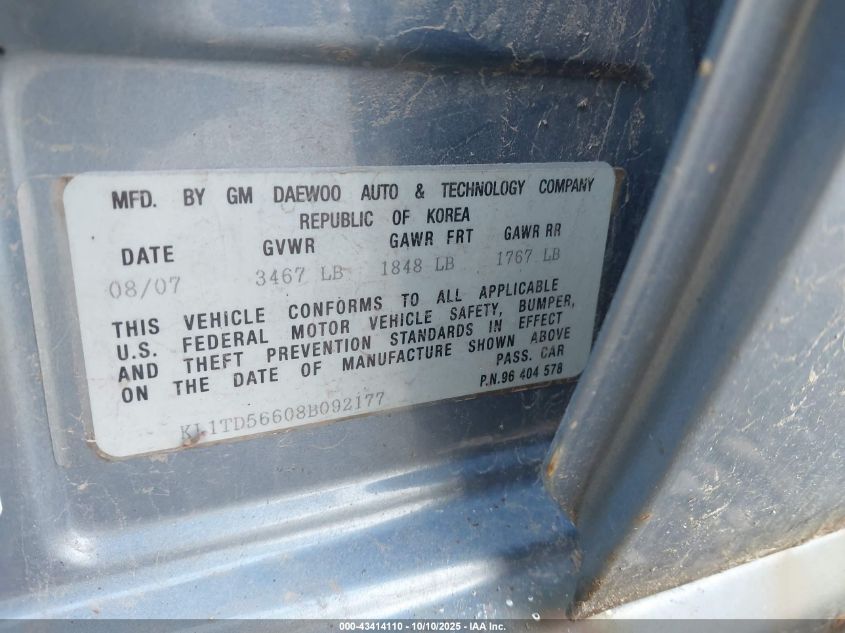 MFD. BY GM DAEWOO AUTO & TECHNOLOGY COMPANY
REPUBLIC OF KOREA
DATE GVWR GAWR FRT GAWR RR
08/07 3467 LB 1848 LB 1767 LB
THIS VEHICLE CONFORMS TO ALL APPLICABLE
U.S. FEDERAL MOTOR VEHICLE SAFETY, BUMPER,
AND THEFT PREVENTION STANDARDS IN EFFECT
ON THE DATE OF MANUFACTURE SHOWN ABOVE
PASS. CAR
P.N.96 404 578
KL1TD56608B092177
000-43414110 - 10/10/2025 - IAA Inc.